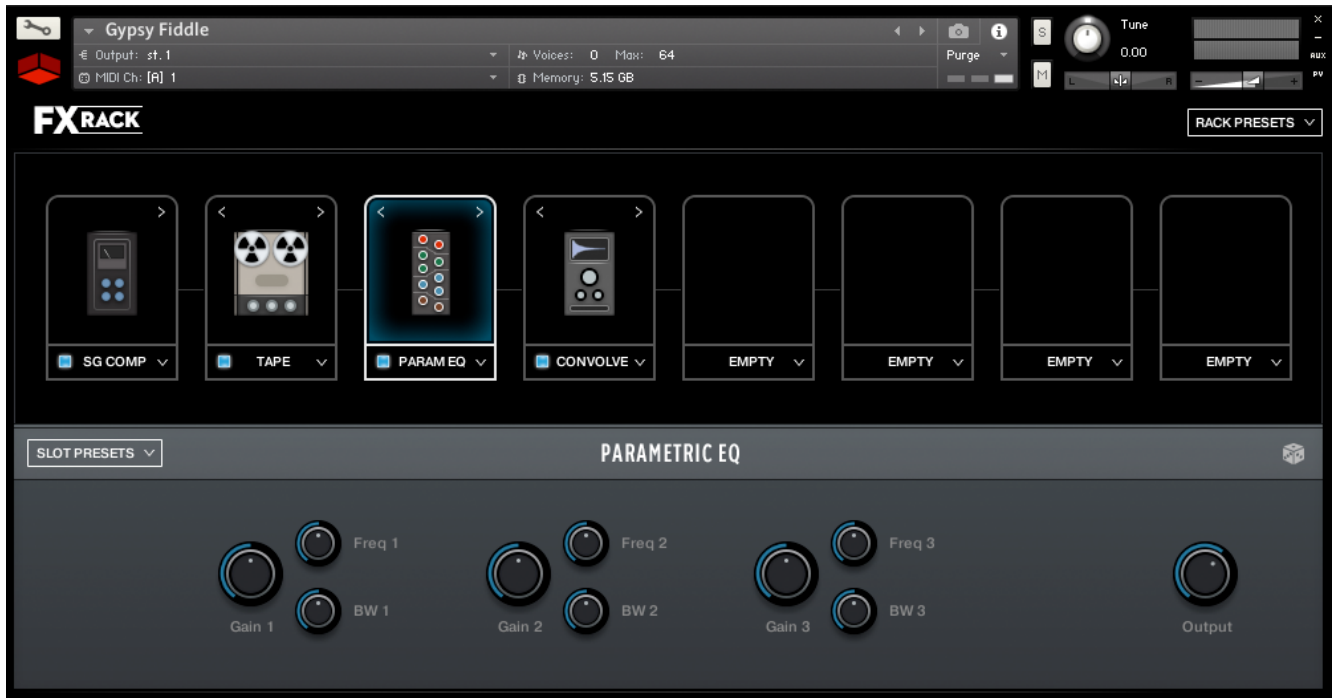 Gypsy Fiddle
Output: st.1
Voices: 0 Max: 64
Purge
MIDI Ch: [A] 1
Memory: 5.15 GB
S
M
Tune
0.00
L R
- +
×
-
AUX
PV
FX RACK
RACK PRESETS
SG COMP
TAPE
PARAM EQ
CONVOLVE
EMPTY
EMPTY
EMPTY
EMPTY
SLOT PRESETS
PARAMETRIC EQ
Freq 1
Freq 2
Freq 3
BW 1
BW 2
BW 3
Gain 1
Gain 2
Gain 3
Output